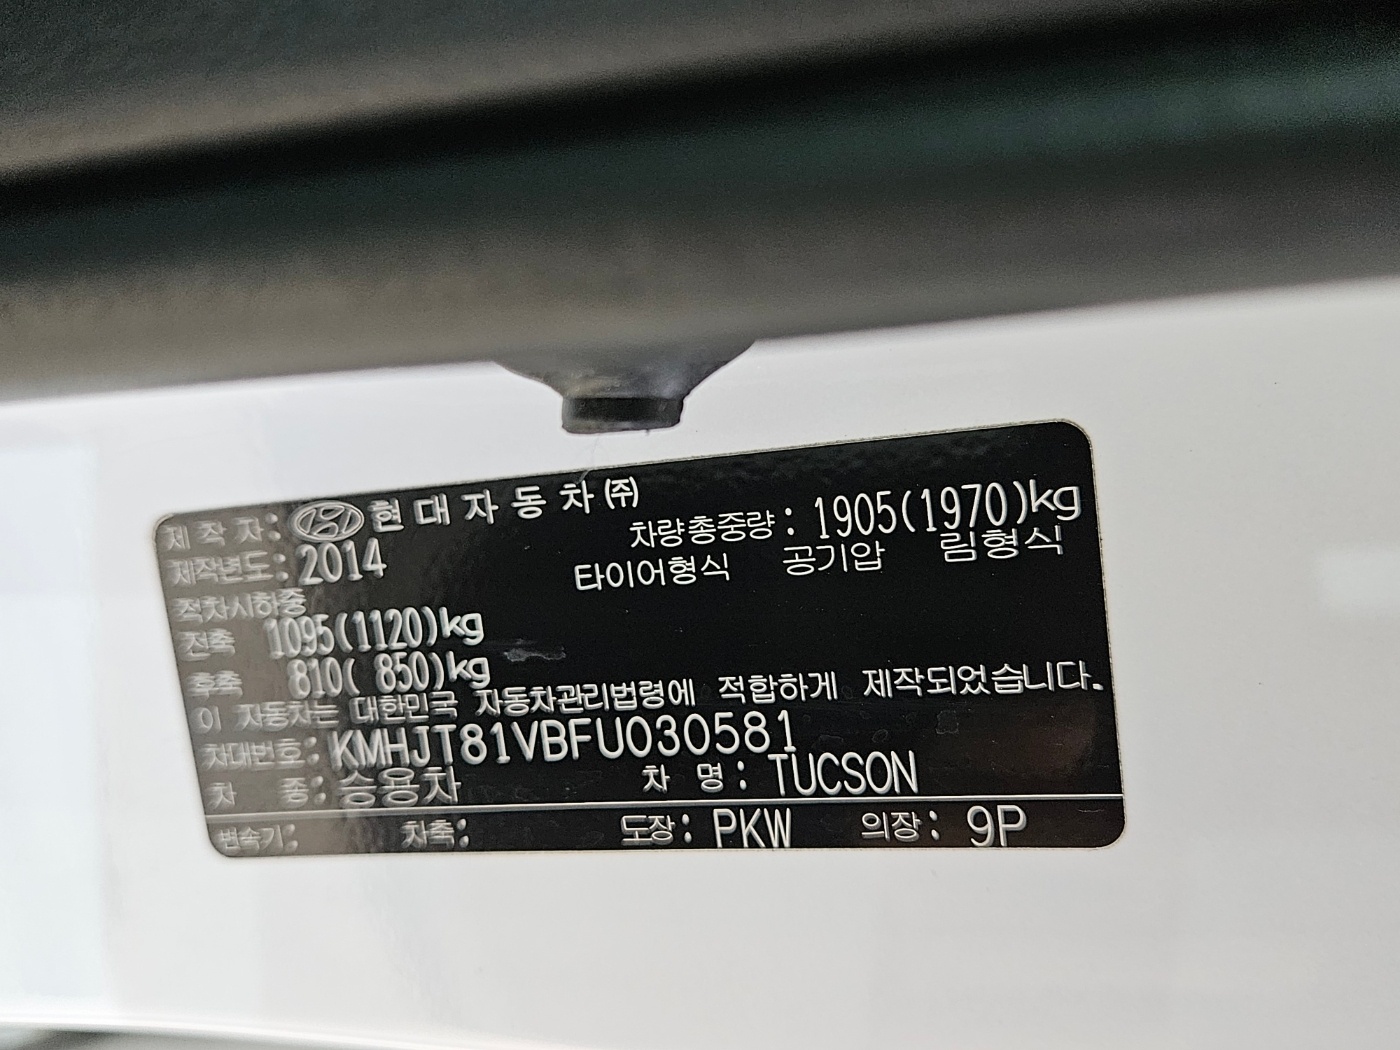 제 작 자: 현 대 자 동 차 ㈜
차량총중량: 1905(1970)kg
제작년도: 2014
타이어형식 공기압 림형식
적차시하중
전축 1095(1120)kg
후축 810( 850)kg
이 자동차는 대한민국 자동차관리법령에 적합하게 제작되었습니다.
차대번호: KMHJT81VBFU030581
차 종: 승용차 차 명: TUCSON
변속기: 차축: 도장: PKW 의장: 9P